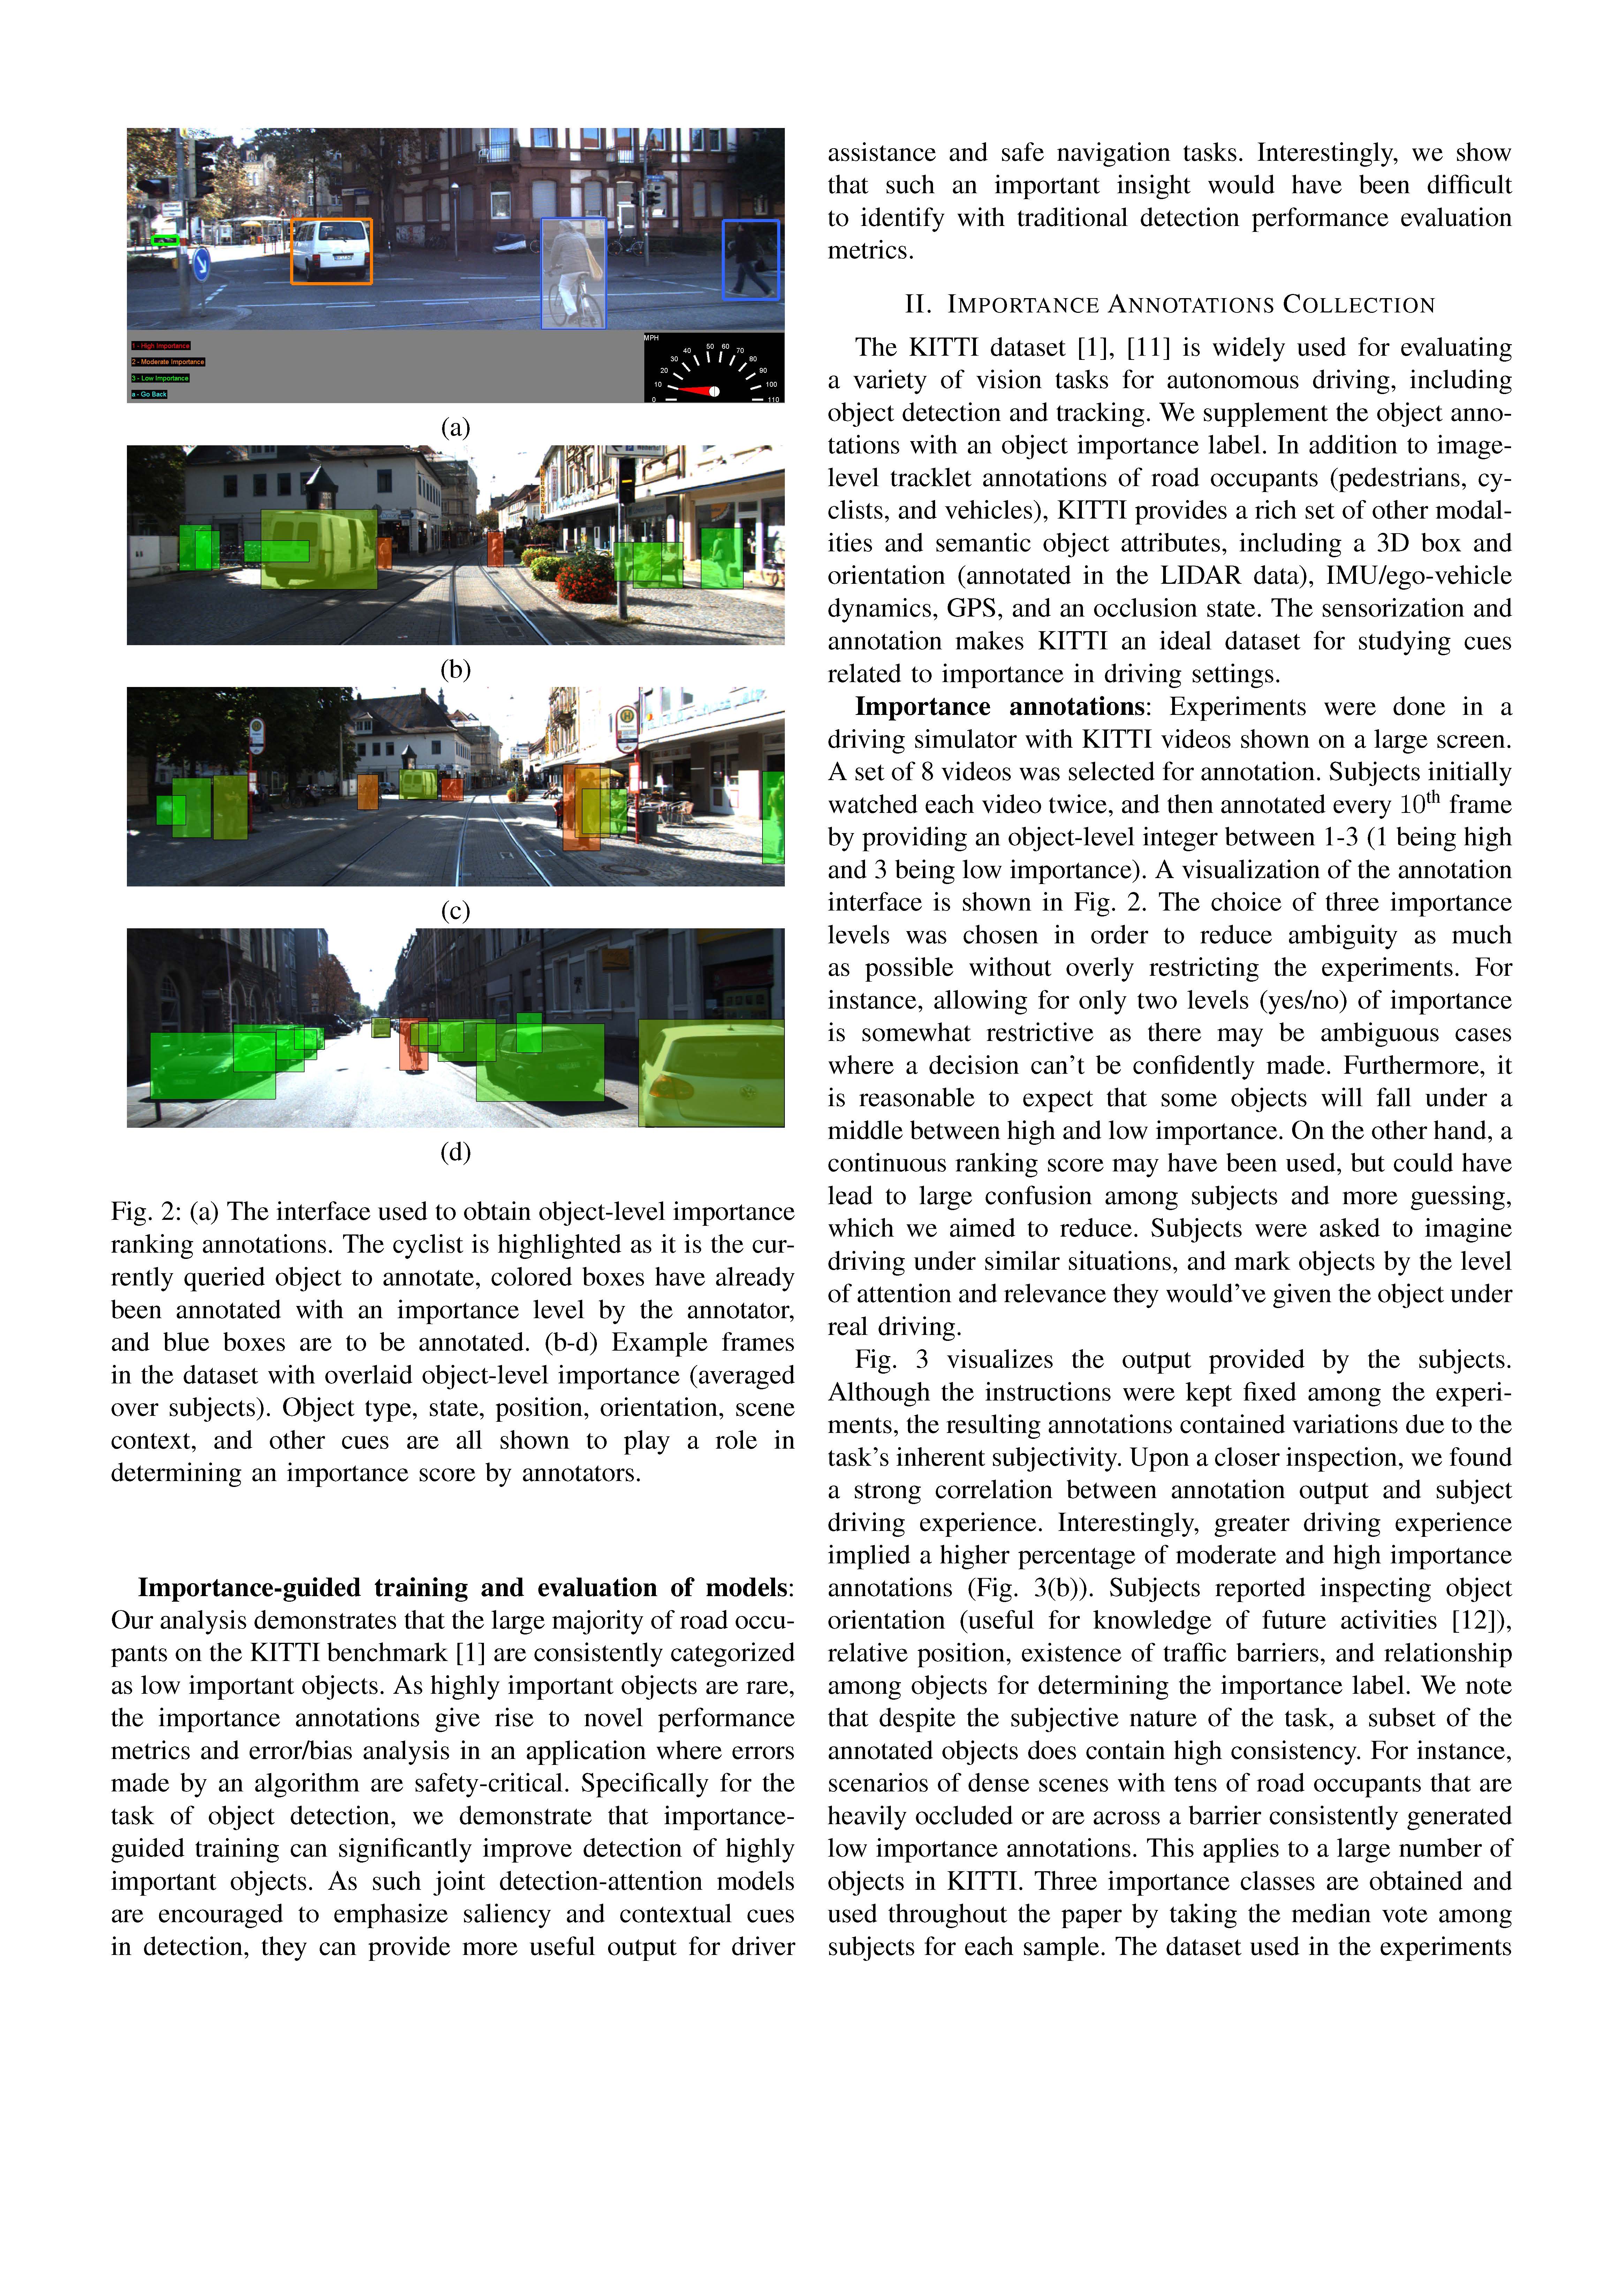 1 - High Importance
2 - Moderate Importance
3 - Low Importance
a - Go Back
MPH
0
10
20
30
40
50
60
70
80
90
100
110
(a)
(b)
(c)
(d)
Fig. 2: (a) The interface used to obtain object-level importance
ranking annotations. The cyclist is highlighted as it is the cur-
rently queried object to annotate, colored boxes have already
been annotated with an importance level by the annotator,
and blue boxes are to be annotated. (b-d) Example frames
in the dataset with overlaid object-level importance (averaged
over subjects). Object type, state, position, orientation, scene
context, and other cues are all shown to play a role in
determining an importance score by annotators.
Importance-guided training and evaluation of models:
Our analysis demonstrates that the large majority of road occu-
pants on the KITTI benchmark [1] are consistently categorized
as low important objects. As highly important objects are rare,
the importance annotations give rise to novel performance
metrics and error/bias analysis in an application where errors
made by an algorithm are safety-critical. Specifically for the
task of object detection, we demonstrate that importance-
guided training can significantly improve detection of highly
important objects. As such joint detection-attention models
are encouraged to emphasize saliency and contextual cues
in detection, they can provide more useful output for driver
assistance and safe navigation tasks. Interestingly, we show
that such an important insight would have been difficult
to identify with traditional detection performance evaluation
metrics.
II. IMPORTANCE ANNOTATIONS COLLECTION
The KITTI dataset [1], [11] is widely used for evaluating
a variety of vision tasks for autonomous driving, including
object detection and tracking. We supplement the object anno-
tations with an object importance label. In addition to image-
level tracklet annotations of road occupants (pedestrians, cy-
clists, and vehicles), KITTI provides a rich set of other modal-
ities and semantic object attributes, including a 3D box and
orientation (annotated in the LIDAR data), IMU/ego-vehicle
dynamics, GPS, and an occlusion state. The sensorization and
annotation makes KITTI an ideal dataset for studying cues
related to importance in driving settings.
Importance annotations: Experiments were done in a
driving simulator with KITTI videos shown on a large screen.
A set of 8 videos was selected for annotation. Subjects initially
watched each video twice, and then annotated every 10th frame
by providing an object-level integer between 1-3 (1 being high
and 3 being low importance). A visualization of the annotation
interface is shown in Fig. 2. The choice of three importance
levels was chosen in order to reduce ambiguity as much
as possible without overly restricting the experiments. For
instance, allowing for only two levels (yes/no) of importance
is somewhat restrictive as there may be ambiguous cases
where a decision can't be confidently made. Furthermore, it
is reasonable to expect that some objects will fall under a
middle between high and low importance. On the other hand, a
continuous ranking score may have been used, but could have
lead to large confusion among subjects and more guessing,
which we aimed to reduce. Subjects were asked to imagine
driving under similar situations, and mark objects by the level
of attention and relevance they would've given the object under
real driving.
Fig. 3 visualizes the output provided by the subjects.
Although the instructions were kept fixed among the experi-
ments, the resulting annotations contained variations due to the
task's inherent subjectivity. Upon a closer inspection, we found
a strong correlation between annotation output and subject
driving experience. Interestingly, greater driving experience
implied a higher percentage of moderate and high importance
annotations (Fig. 3(b)). Subjects reported inspecting object
orientation (useful for knowledge of future activities [12]),
relative position, existence of traffic barriers, and relationship
among objects for determining the importance label. We note
that despite the subjective nature of the task, a subset of the
annotated objects does contain high consistency. For instance,
scenarios of dense scenes with tens of road occupants that are
heavily occluded or are across a barrier consistently generated
low importance annotations. This applies to a large number of
objects in KITTI. Three importance classes are obtained and
used throughout the paper by taking the median vote among
subjects for each sample. The dataset used in the experiments